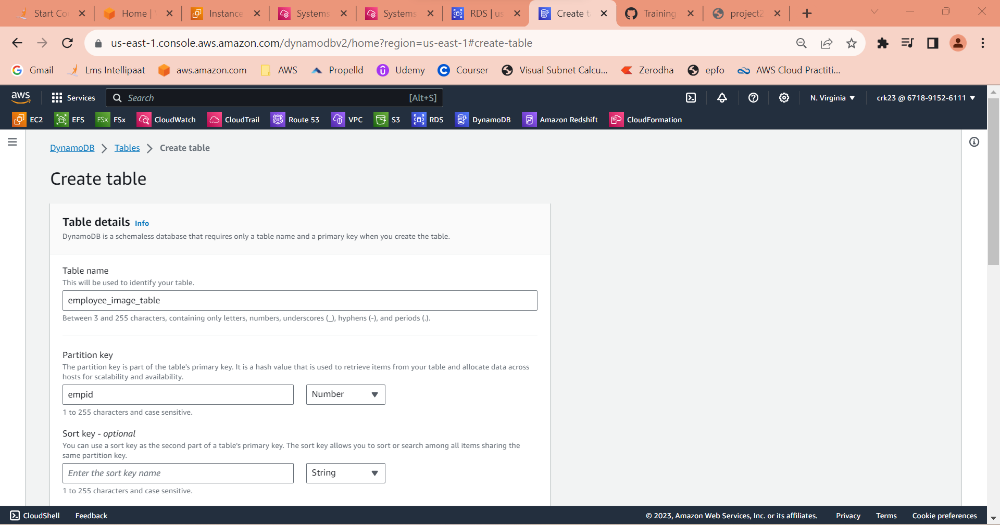 Start Co
Home |
Instance
Systems
Systems
RDS | us
Create t
Training
project2
us-east-1.console.aws.amazon.com/dynamodbv2/home?region=us-east-1#create-table
Gmail
Lms Intellipaat
aws.amazon.com
AWS
Propelld
Udemy
Courser
Visual Subnet Calcu...
Zerodha
epfo
AWS Cloud Practiti...
aws
Services
Search
[Alt+S]
N. Virginia
crk23 @ 6718-9152-6111
EC2
EFS
FSx
FSx
CloudWatch
CloudTrail
Route 53
VPC
S3
RDS
DynamoDB
Amazon Redshift
CloudFormation
DynamoDB
Tables
Create table
Create table
Table details Info
DynamoDB is a schemaless database that requires only a table name and a primary key when you create the table.
Table name
This will be used to identify your table.
employee_image_table
Between 3 and 255 characters, containing only letters, numbers, underscores (_), hyphens (-), and periods (.).
Partition key
The partition key is part of the table's primary key. It is a hash value that is used to retrieve items from your table and allocate data across
hosts for scalability and availability.
empid
Number
1 to 255 characters and case sensitive.
Sort key - optional
You can use a sort key as the second part of a table's primary key. The sort key allows you to sort or search among all items sharing the
same partition key.
Enter the sort key name
String
1 to 255 characters and case sensitive.
CloudShell
Feedback
© 2023, Amazon Web Services, Inc. or its affiliates.
Privacy
Terms
Cookie preferences